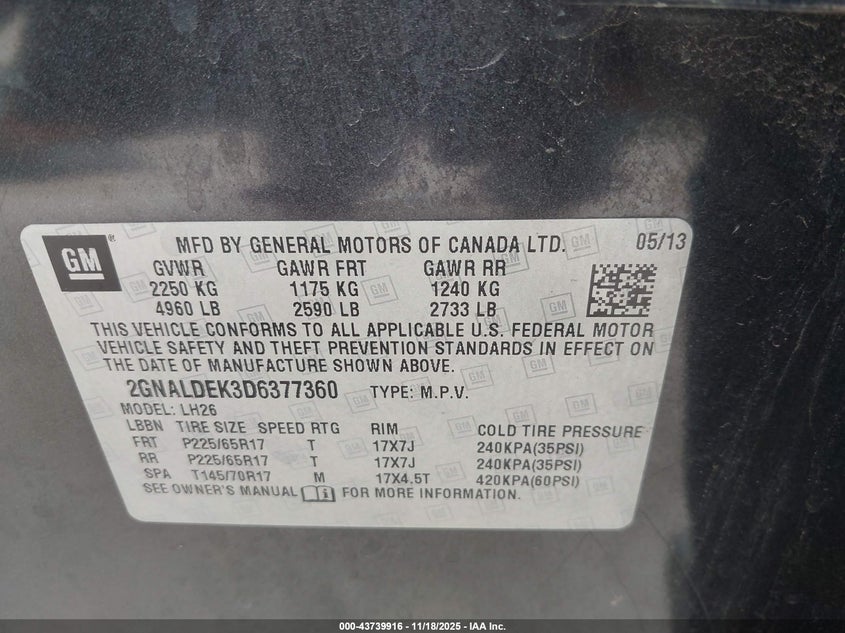 GM ® MFD BY GENERAL MOTORS OF CANADA LTD. 05/13
GVWR GAWR FRT GAWR RR
2250 KG 1175 KG 1240 KG
4960 LB 2590 LB 2733 LB
THIS VEHICLE CONFORMS TO ALL APPLICABLE U.S. FEDERAL MOTOR
VEHICLE SAFETY AND THEFT PREVENTION STANDARDS IN EFFECT ON
THE DATE OF MANUFACTURE SHOWN ABOVE.
2GNALDEK3D6377360 TYPE: M.P.V.
MODEL: LH26
LBBN TIRE SIZE SPEED RTG RIM COLD TIRE PRESSURE
FRT P225/65R17 T 17X7J 240KPA(35PSI)
RR P225/65R17 T 17X7J 240KPA(35PSI)
SPA T145/70R17 M 17X4.5T 420KPA(60PSI)
SEE OWNER'S MANUAL FOR MORE INFORMATION.
000-43739916 - 11/18/2025 - IAA Inc.